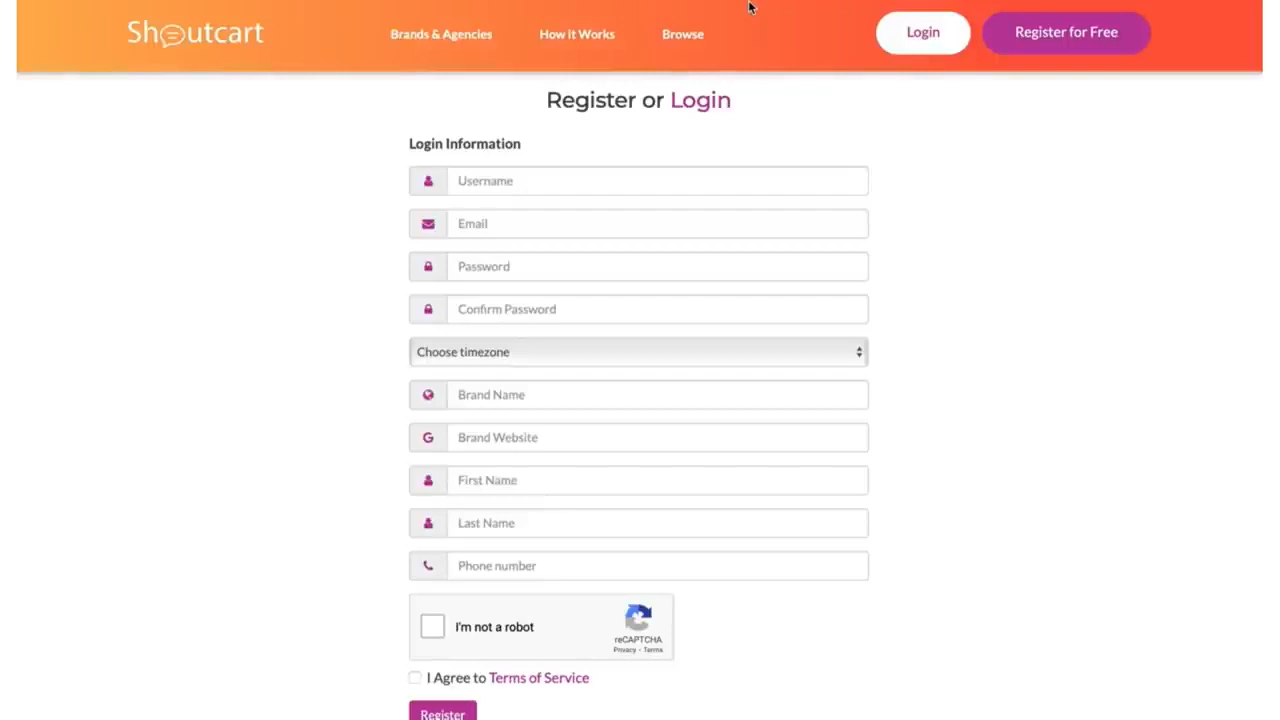 Shoutcart
Brands & Agencies
How it Works
Browse
Login
Register for Free
Register or Login
Login Information
Username
Email
Password
Confirm Password
Choose timezone
Brand Name
Brand Website
First Name
Last Name
Phone number
I'm not a robot
reCAPTCHA
Privacy - Terms
I Agree to Terms of Service
Register